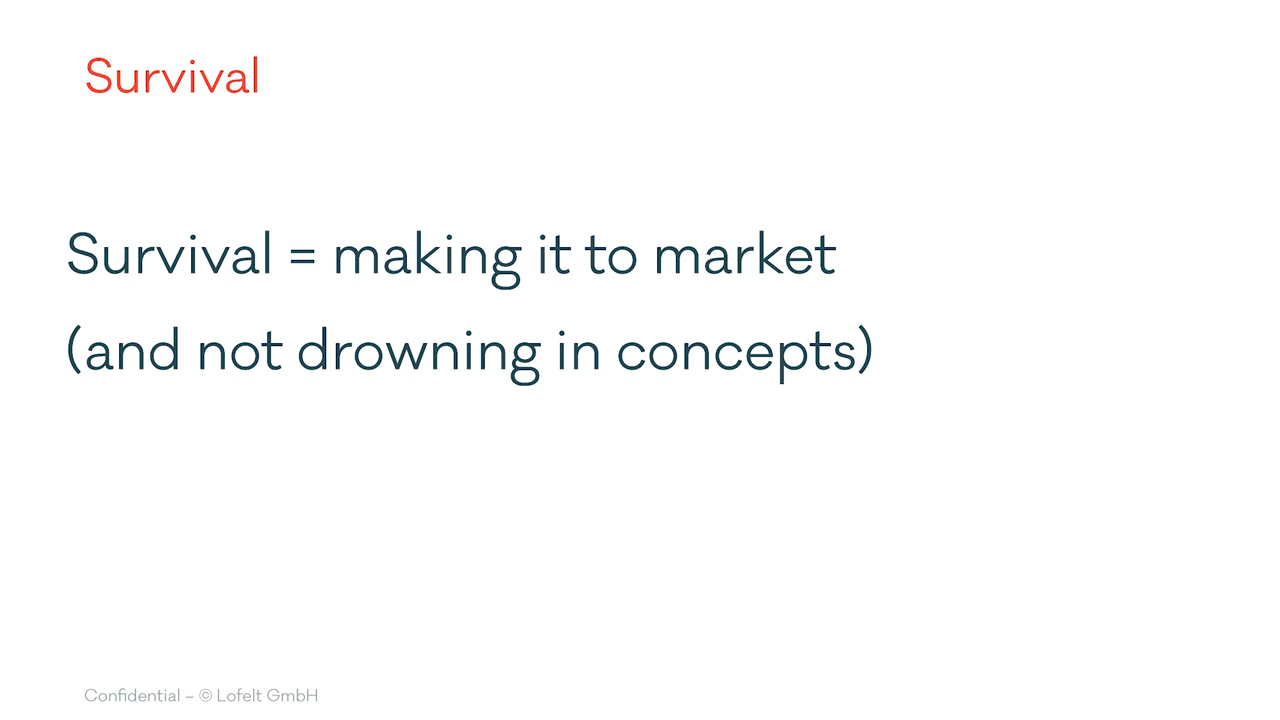 Survival
Survival = making it to market
(and not drowning in concepts)
Confidential – © Lofelt GmbH